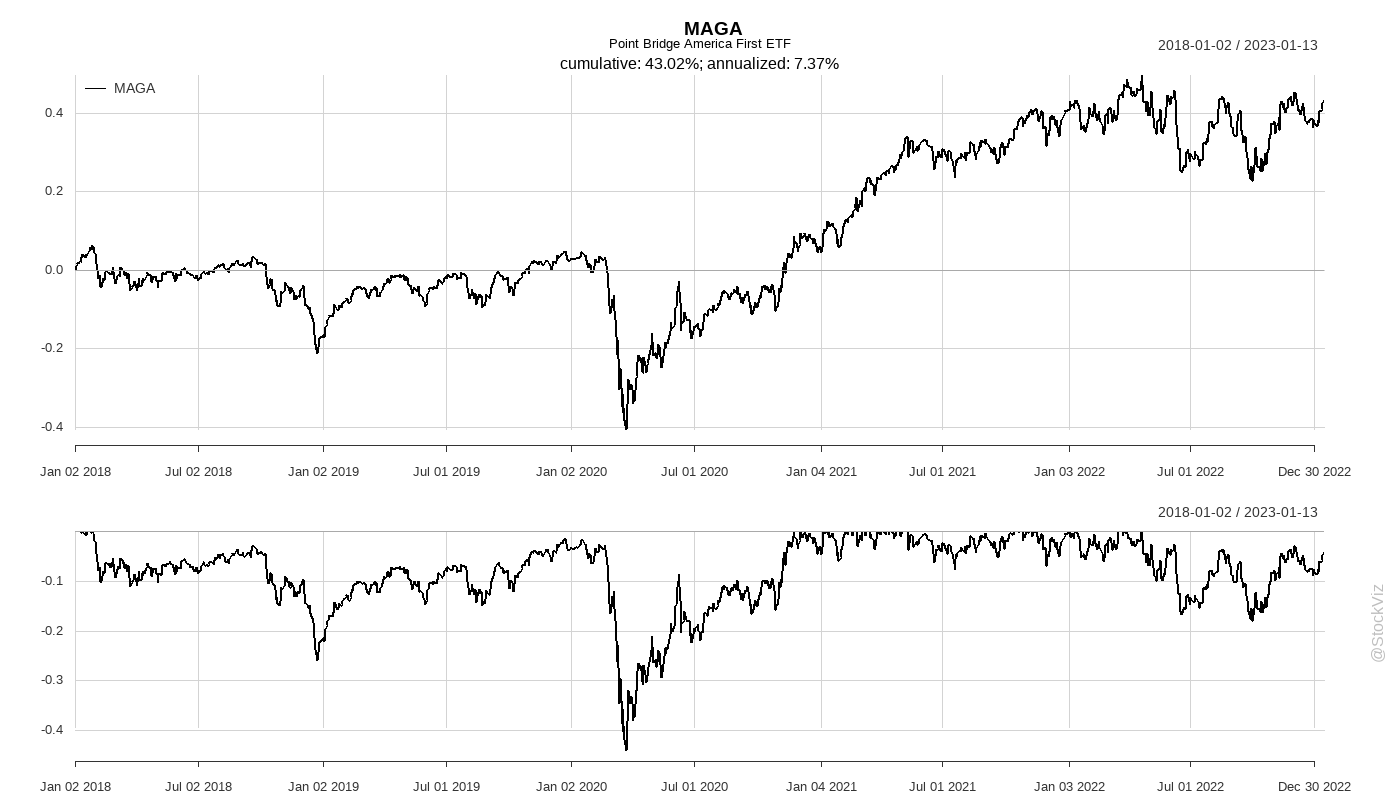 MAGA
Point Bridge America First ETF
cumulative: 43.02%; annualized: 7.37%
2018-01-02 / 2023-01-13
MAGA
0.4
0.2
0.0
-0.2
-0.4
Jan 02 2018 Jul 02 2018 Jan 02 2019 Jul 01 2019 Jan 02 2020 Jul 01 2020 Jan 04 2021 Jul 01 2021 Jan 03 2022 Jul 01 2022 Dec 30 2022
2018-01-02 / 2023-01-13
-0.1
-0.2
-0.3
-0.4
Jan 02 2018 Jul 02 2018 Jan 02 2019 Jul 01 2019 Jan 02 2020 Jul 01 2020 Jan 04 2021 Jul 01 2021 Jan 03 2022 Jul 01 2022 Dec 30 2022
@StockViz